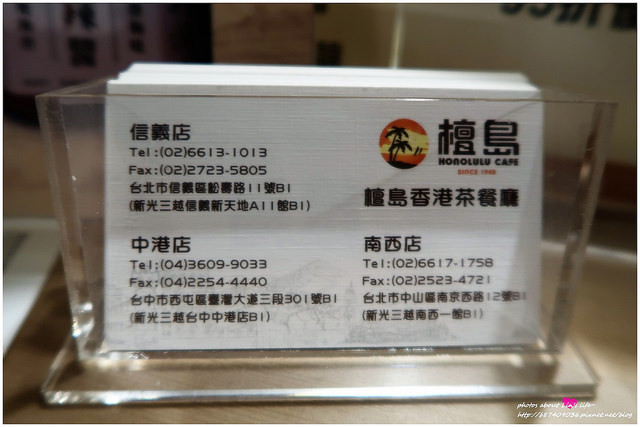 檀島
HONOLULU CAFE
SINCE 1940
檀島香港茶餐廳
信義店
Tel:(02)6613-1013
Fax:(02)2723-5805
台北市信義區松壽路11號B1
(新光三越信義新天地A11館B1)
中港店
Tel:(04)3609-9033
Fax:(04)2254-4440
台中市西屯區臺灣大道三段301號B1
(新光三越台中中港店B1)
南西店
Tel:(02)6617-1758
Fax:(02)2523-4721
台北市中山區南京西路12號B1
(新光三越南西一館B1)
photos about
life~